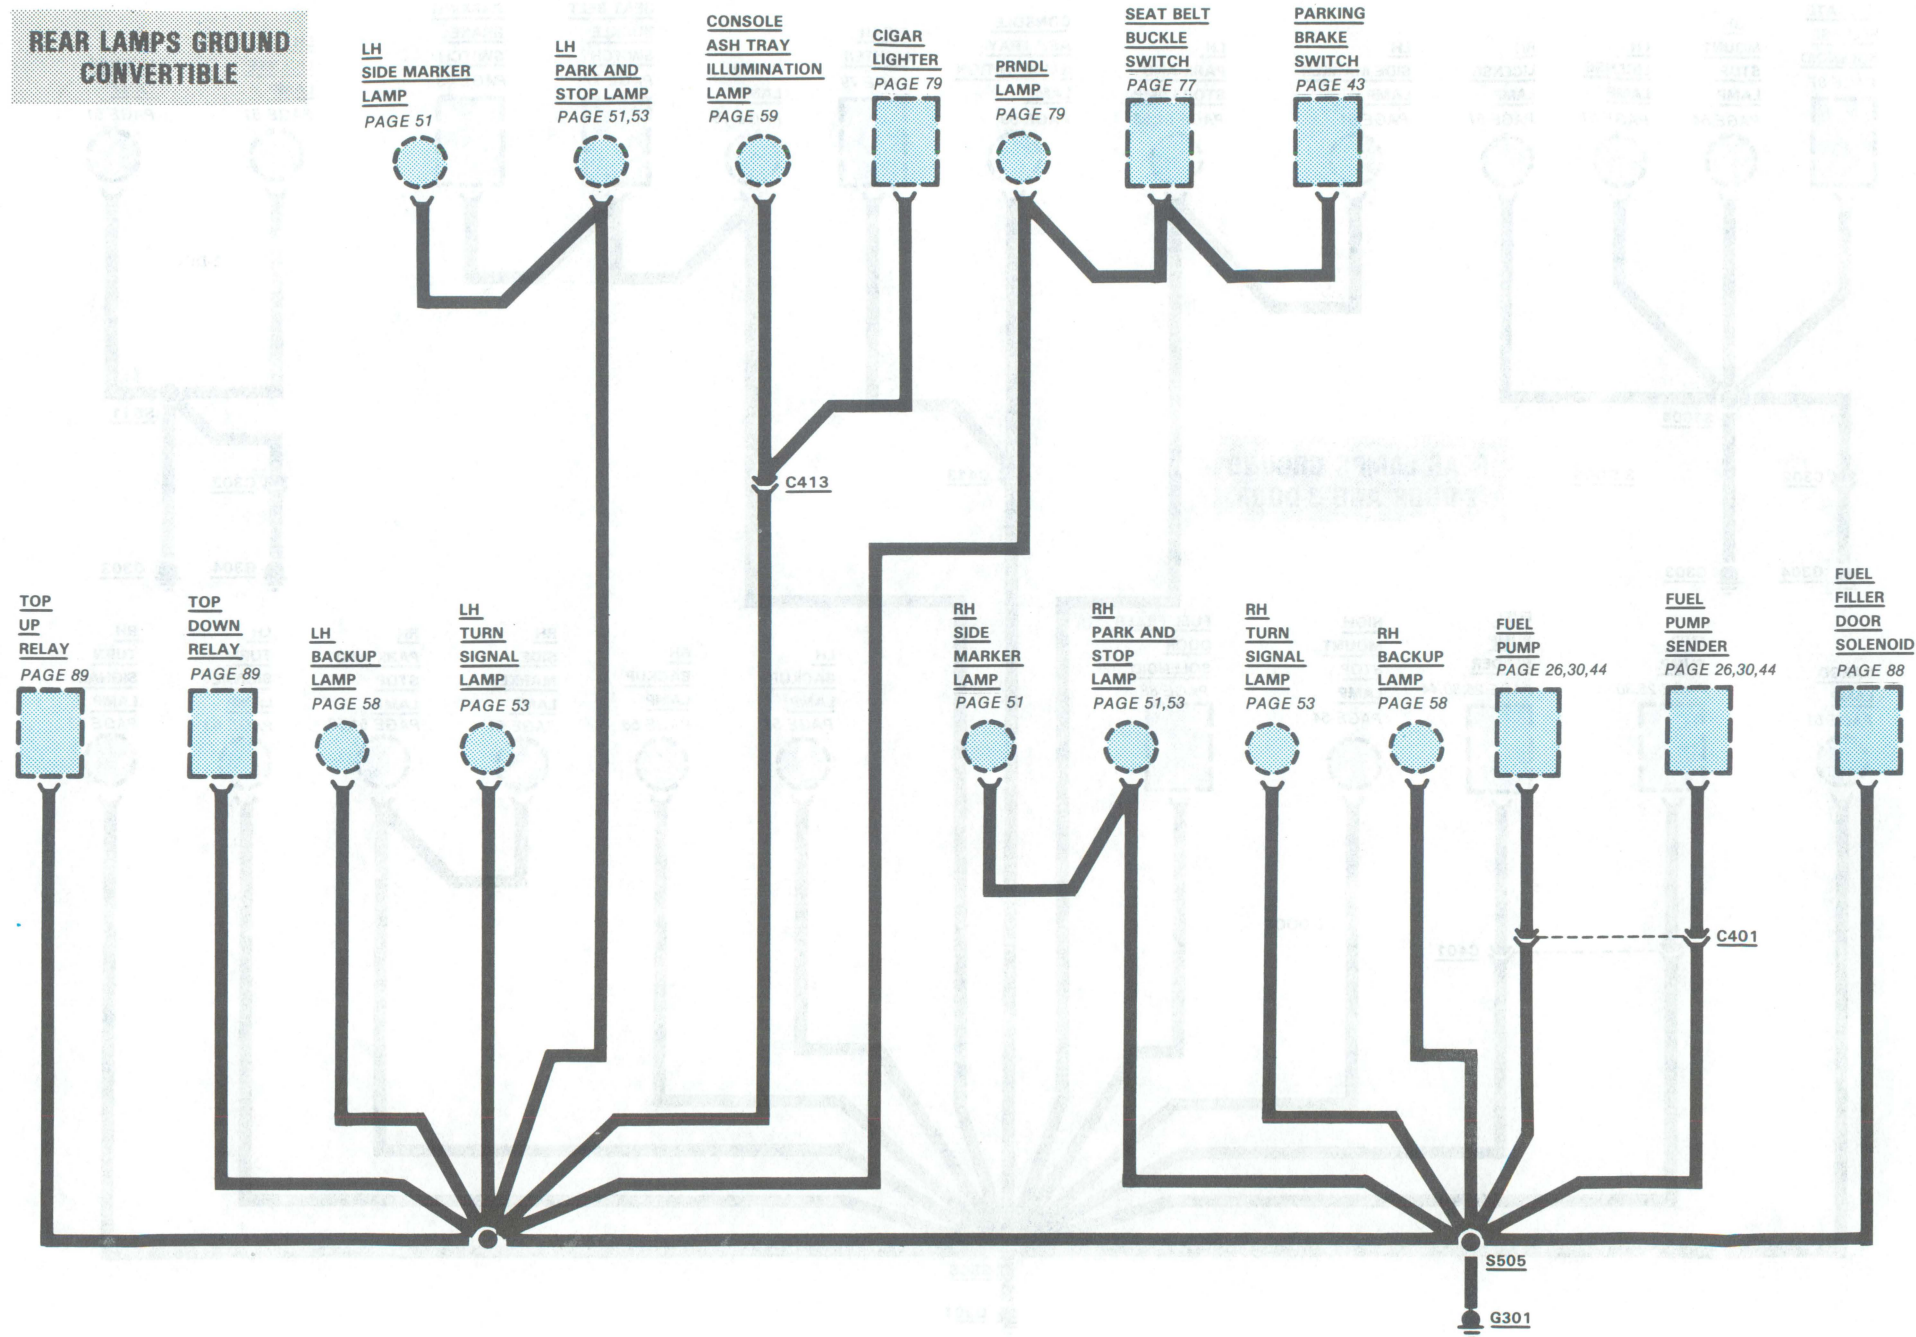 REAR LAMPS GROUND
CONVERTIBLE
LH
SIDE MARKER
LAMP
PAGE 51
LH
PARK AND
STOP LAMP
PAGE 51,53
CONSOLE
ASH TRAY
ILLUMINATION
LAMP
PAGE 59
CIGAR
LIGHTER
PAGE 79
PRNDL
LAMP
PAGE 79
SEAT BELT
BUCKLE
SWITCH
PAGE 77
PARKING
BRAKE
SWITCH
PAGE 43
C413
TOP
UP
RELAY
PAGE 89
TOP
DOWN
RELAY
PAGE 89
LH
BACKUP
LAMP
PAGE 58
LH
TURN
SIGNAL
LAMP
PAGE 53
RH
SIDE
MARKER
LAMP
PAGE 51
RH
PARK AND
STOP
LAMP
PAGE 51,53
RH
TURN
SIGNAL
LAMP
PAGE 53
RH
BACKUP
LAMP
PAGE 58
FUEL
PUMP
PAGE 26,30,44
FUEL
PUMP
SENDER
PAGE 26,30,44
FUEL
FILLER
DOOR
SOLENOID
PAGE 88
C401
S505
G301